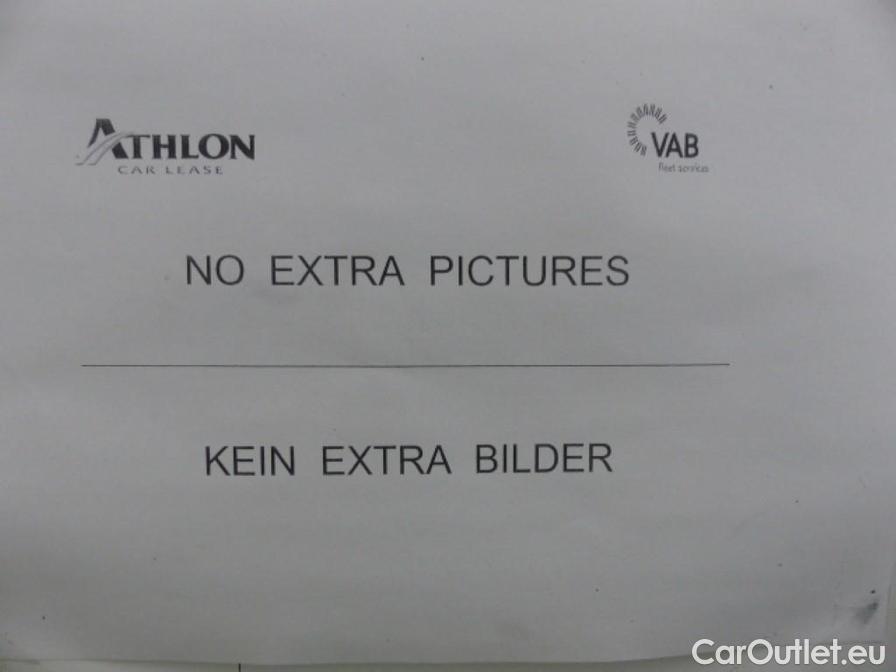 ATHLON
CAR LEASE
VAB
fleet services
NO EXTRA PICTURES
KEIN EXTRA BILDER
CarOutlet.eu